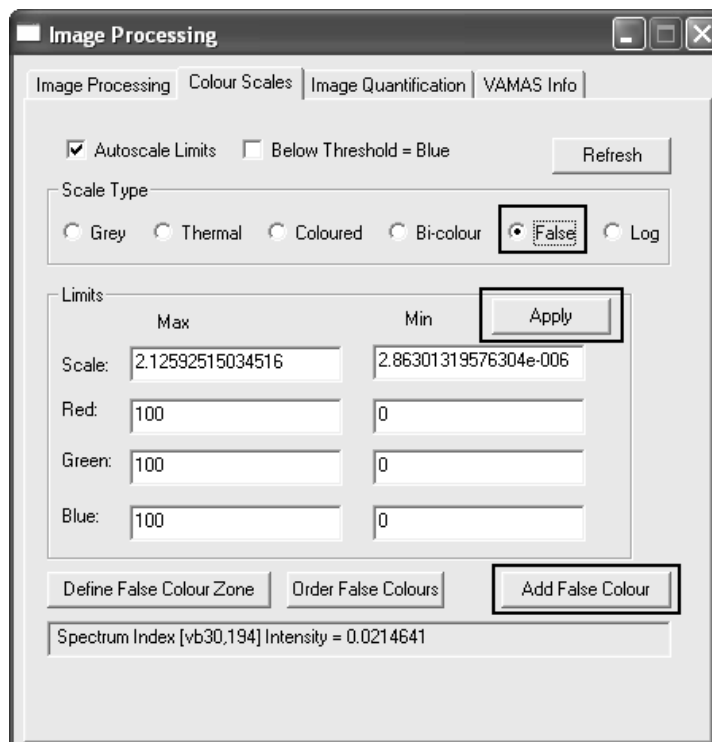 Image Processing
Image Processing Colour Scales Image Quantification VAMAS Info
Autoscale Limits Below Threshold = Blue Refresh
Scale Type
Grey Thermal Coloured Bi-colour False Log
Limits
Max Min Apply
Scale: 2.12592515034516 2.86301319576304e-006
Red: 100 0
Green: 100 0
Blue: 100 0
Define False Colour Zone Order False Colours Add False Colour
Spectrum Index [vb30,194] Intensity = 0.0214641